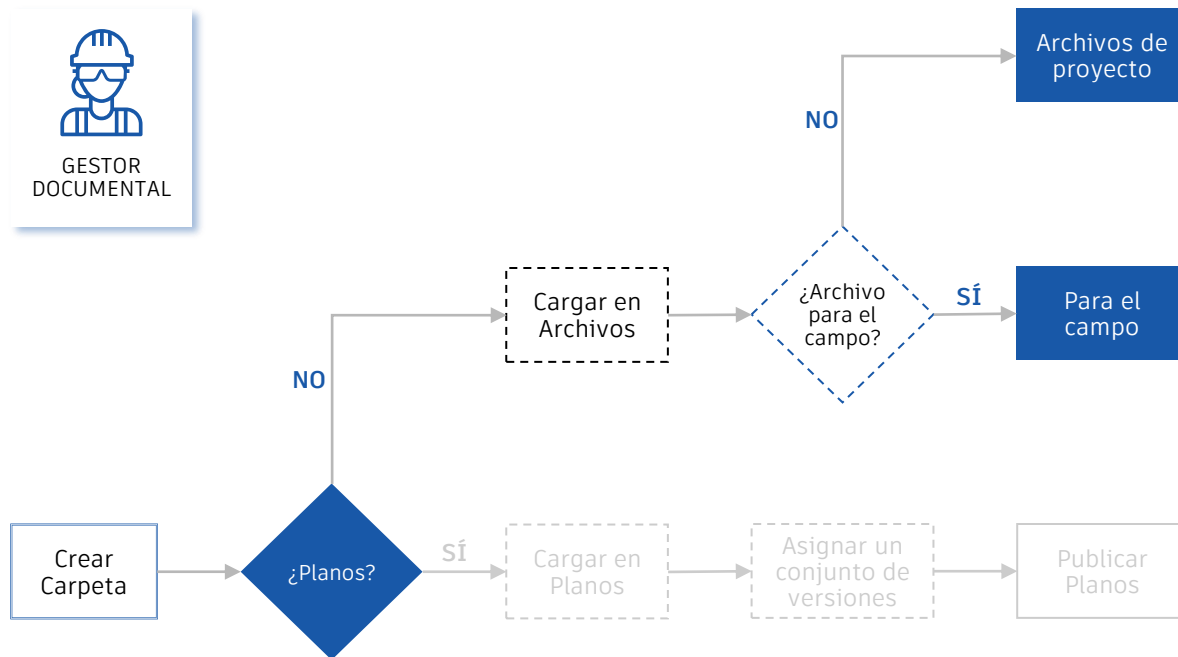 GESTOR
DOCUMENTAL
Archivos de
proyecto
NO
Cargar en
Archivos
¿Archivo
para el
campo?
SÍ
Para el
campo
NO
Crear
Carpeta
¿Planos?
SÍ
Cargar en
Planos
Asignar un
conjunto de
versiones
Publicar
Planos